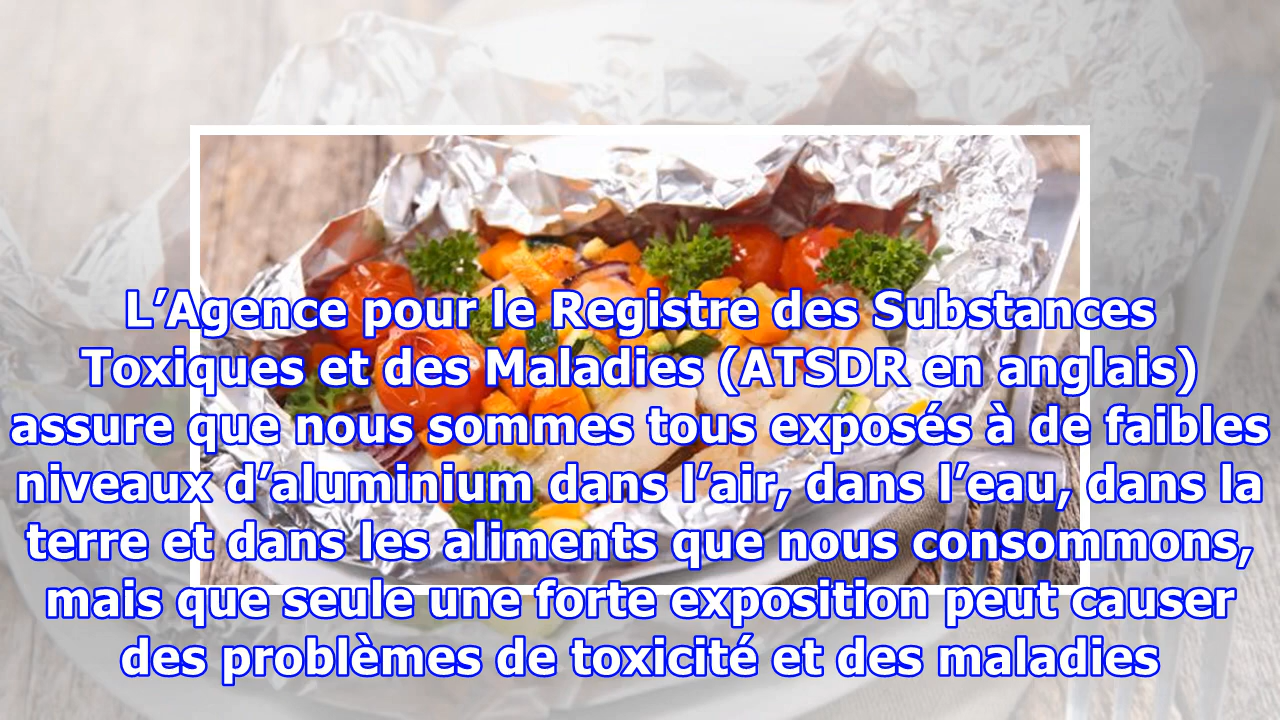 L’Agence pour le Registre des Substances
Toxiques et des Maladies (ATSDR en anglais)
assure que nous sommes tous exposés à de faibles
niveaux d’aluminium dans l’air, dans l’eau, dans la
terre et dans les aliments que nous consommons,
mais que seule une forte exposition peut causer
des problèmes de toxicité et des maladies